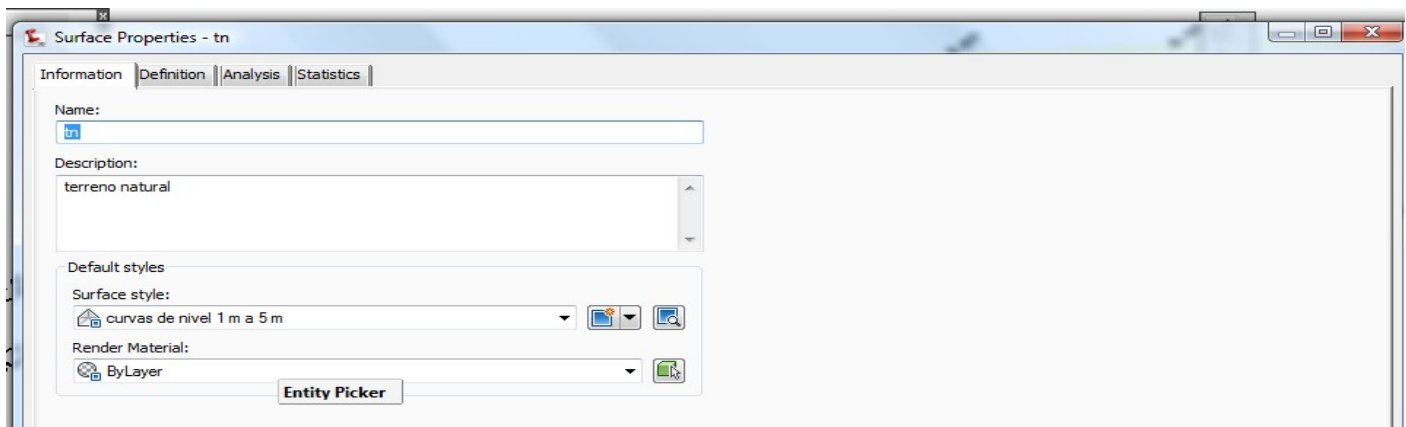 Surface Properties - tn
Information Definition Analysis Statistics
Name:
tn
Description:
terreno natural
Default styles
Surface style:
curvas de nivel 1 m a 5 m
Render Material:
ByLayer
Entity Picker